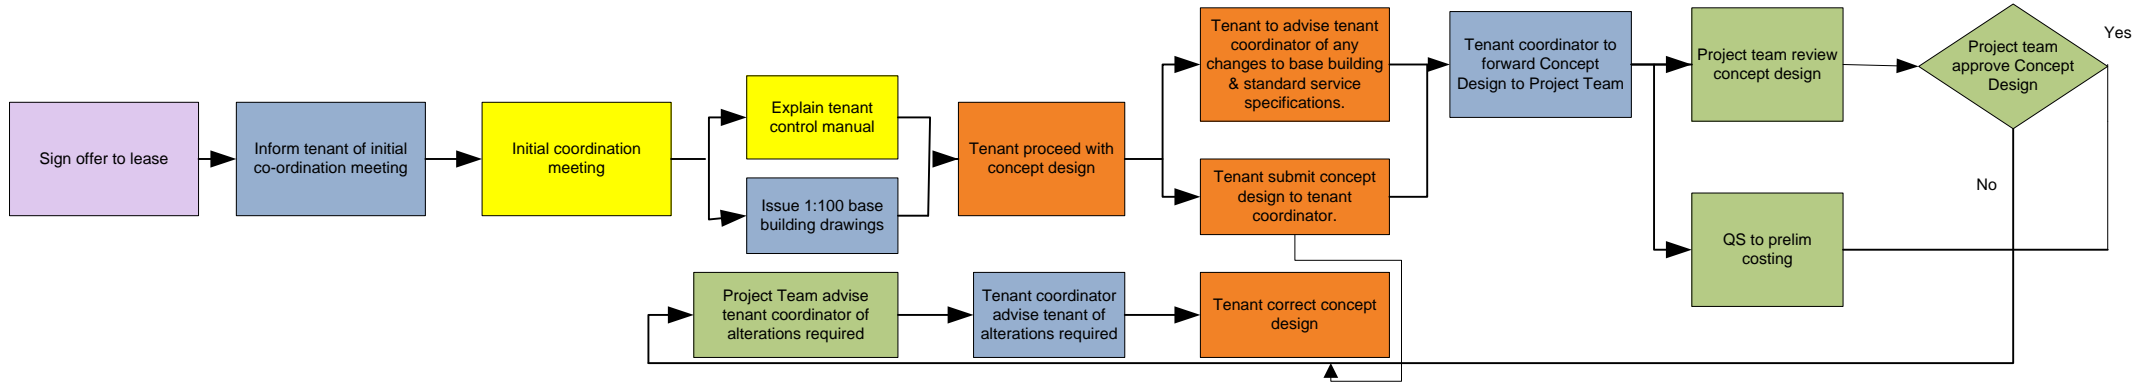 Sign offer to lease
Inform tenant of initial
co-ordination meeting
Initial coordination
meeting
Explain tenant
control manual
Issue 1:100 base
building drawings
Tenant proceed with
concept design
Tenant to advise tenant
coordinator of any
changes to base building
& standard service
specifications.
Tenant submit concept
design to tenant
coordinator.
Tenant coordinator to
forward Concept
Design to Project Team
Project team review
concept design
QS to prelim
costing
Project team
approve Concept
Design
Yes
No
Project Team advise
tenant coordinator of
alterations required
Tenant coordinator
advise tenant of
alterations required
Tenant correct concept
design